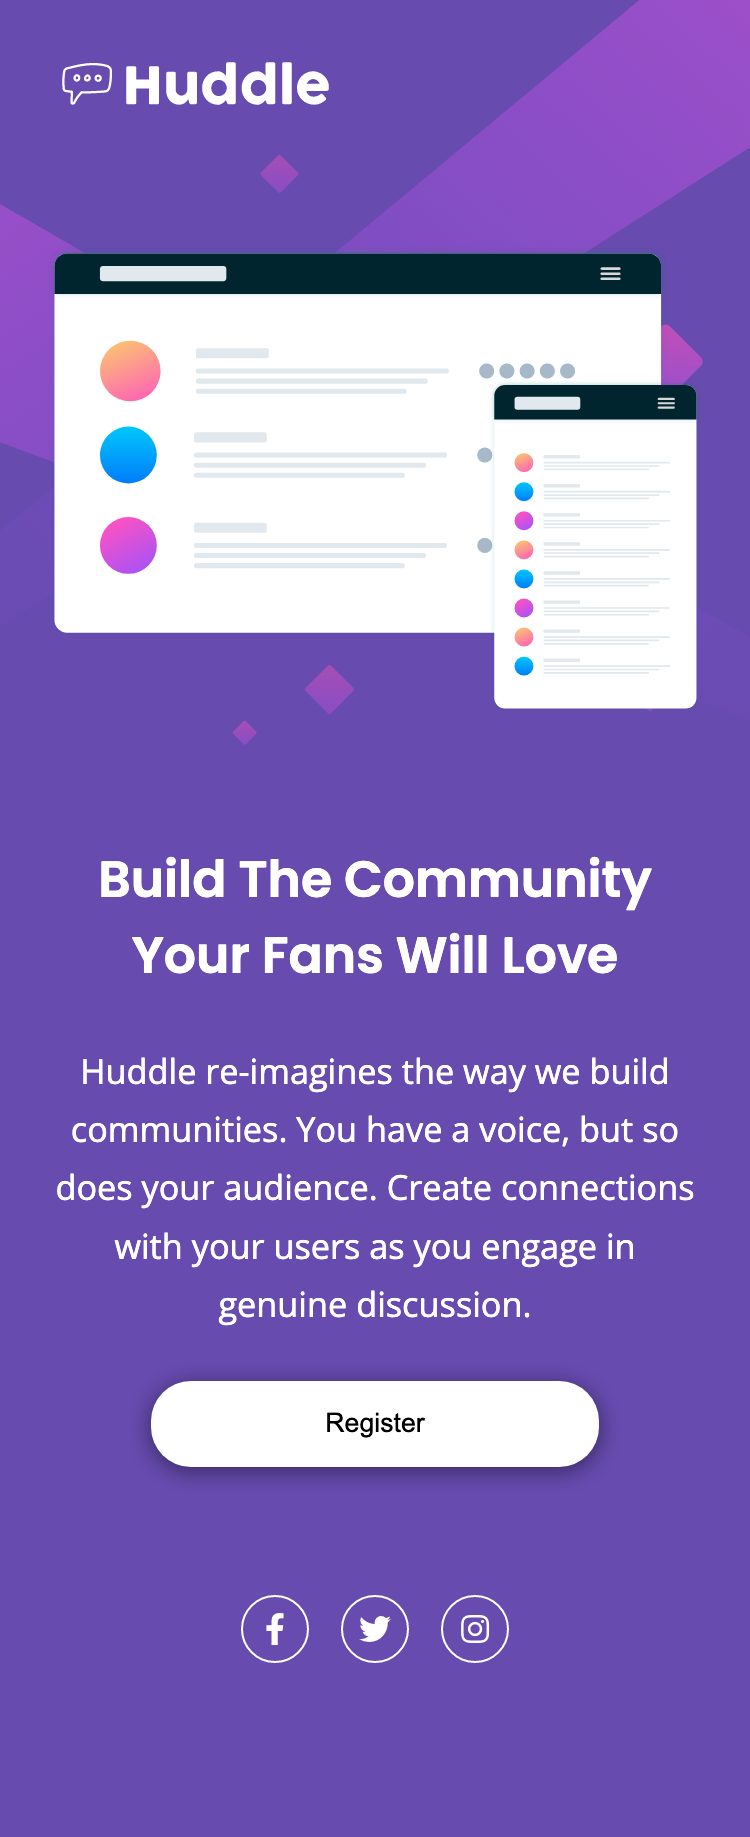 Huddle
Build The Community
Your Fans Will Love
Huddle re-imagines the way we build
communities. You have a voice, but so
does your audience. Create connections
with your users as you engage in
genuine discussion.
Register